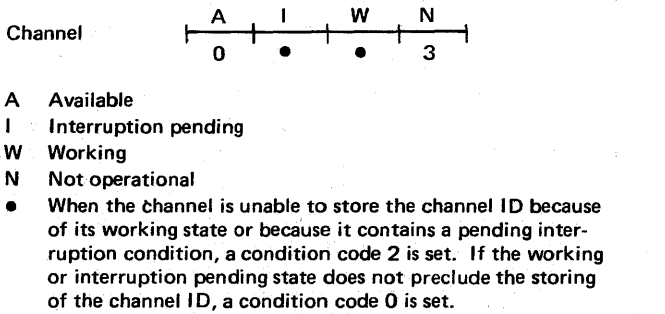 A I W N
Channel
0 ● ● 3
A Available
I Interruption pending
W Working
N Not operational
● When the channel is unable to store the channel ID because
of its working state or because it contains a pending inter-
ruption condition, a condition code 2 is set. If the working
or interruption pending state does not preclude the storing
of the channel ID, a condition code 0 is set.